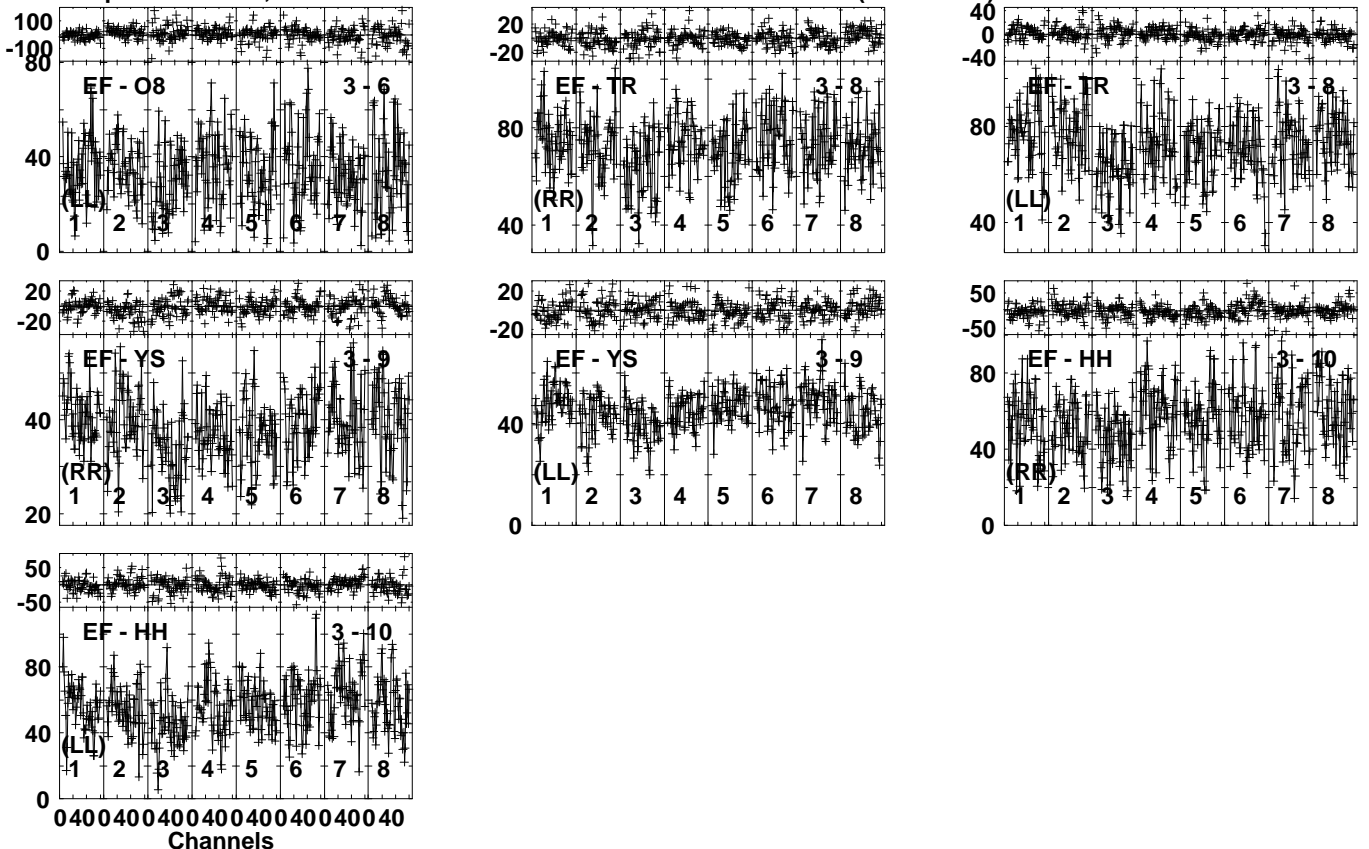 100
-100
80
EF - O8 3 - 6
40
(LL)
1 2 3 4 5 6 7 8
0
20
-20
EF - TR 3 - 8
80
(RR)
1 2 3 4 5 6 7 8
40
40
0
-40
EF - TR 3 - 8
80
(LL)
1 2 3 4 5 6 7 8
40
20
-20
EF - YS 3 - 9
40
(RR)
1 2 3 4 5 6 7 8
20
20
-20
EF - YS 3 - 9
40
(LL)
1 2 3 4 5 6 7 8
0
50
-50
EF - HH 3 - 10
80
40
(RR)
1 2 3 4 5 6 7 8
0
50
-50
EF - HH 3 - 10
80
40
(LL)
1 2 3 4 5 6 7 8
0
0 40 0 40 0 40 0 40 0 40 0 40 0 40 0 40
Channels